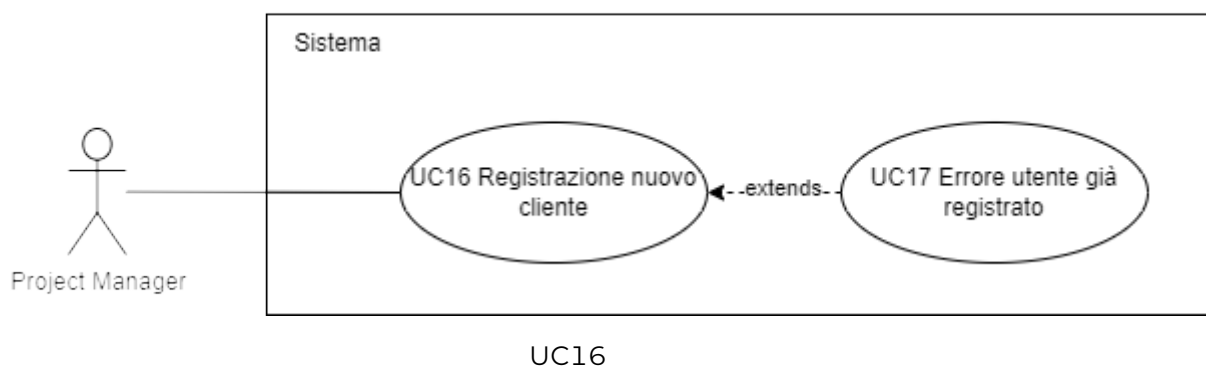 Sistema
UC16 Registrazione nuovo
cliente
extends
UC17 Errore utente già
registrato
Project Manager
UC16